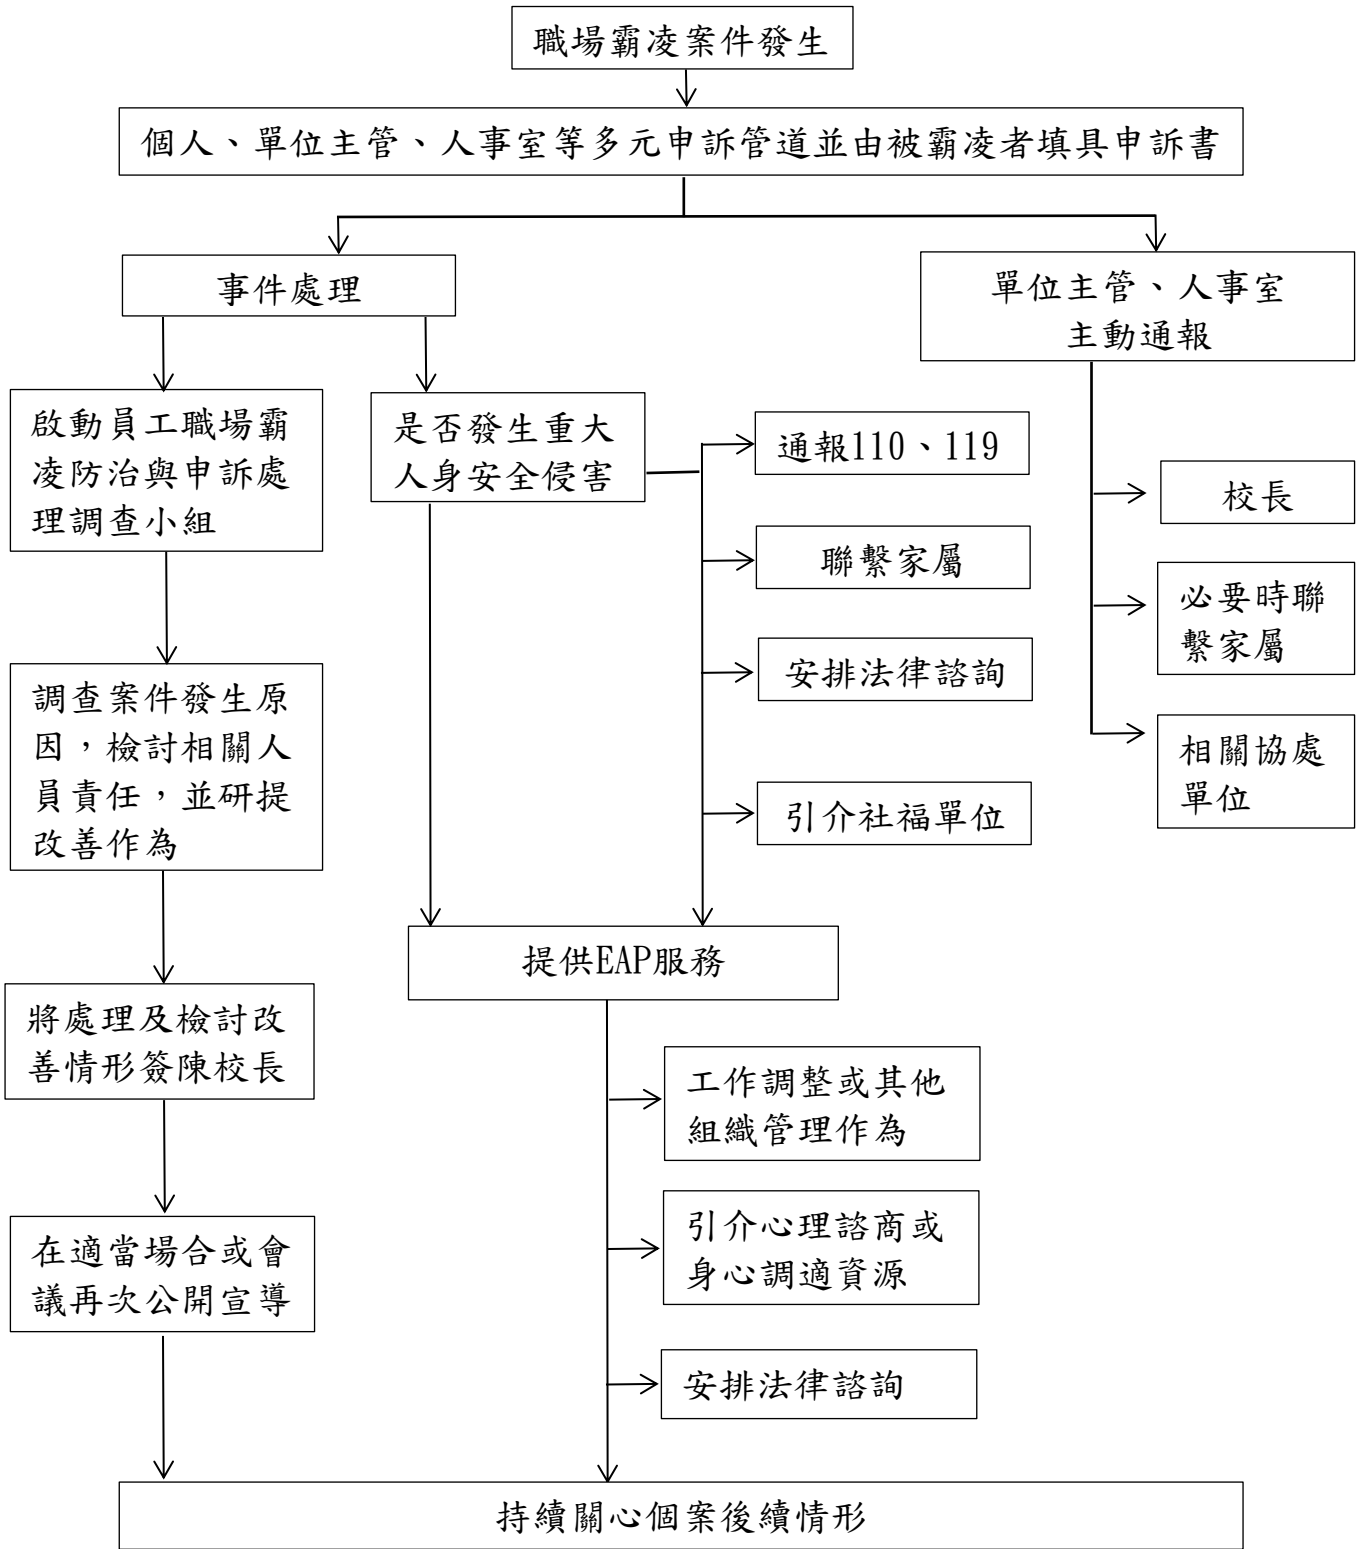 職場霸凌案件發生
個人、單位主管、人事室等多元申訴管道並由被霸凌者填具申訴書
事件處理
單位主管、人事室
主動通報
啟動員工職場霸
凌防治與申訴處
理調查小組
是否發生重大
人身安全侵害
通報110、119
聯繫家屬
安排法律諮詢
引介社福單位
校長
必要時聯
繫家屬
相關協處
單位
調查案件發生原
因，檢討相關人
員責任，並研提
改善作為
提供EAP服務
將處理及檢討改
善情形簽陳校長
工作調整或其他
組織管理作為
引介心理諮商或
身心調適資源
安排法律諮詢
在適當場合或會
議再次公開宣導
持續關心個案後續情形